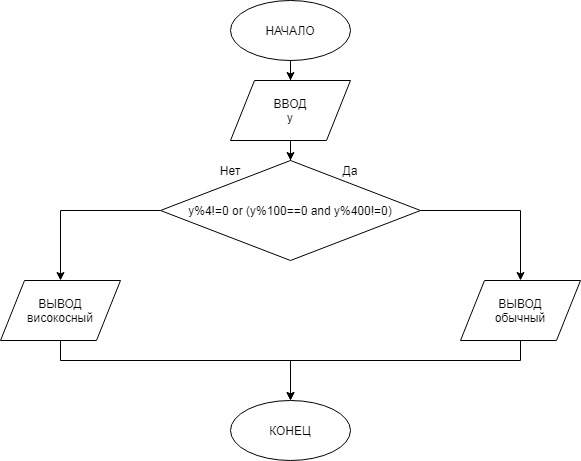 НАЧАЛО
ВВОД
y
Нет
Да
y%4!=0 or (y%100==0 and y%400!=0)
ВЫВОД
високосный
ВЫВОД
обычный
КОНЕЦ